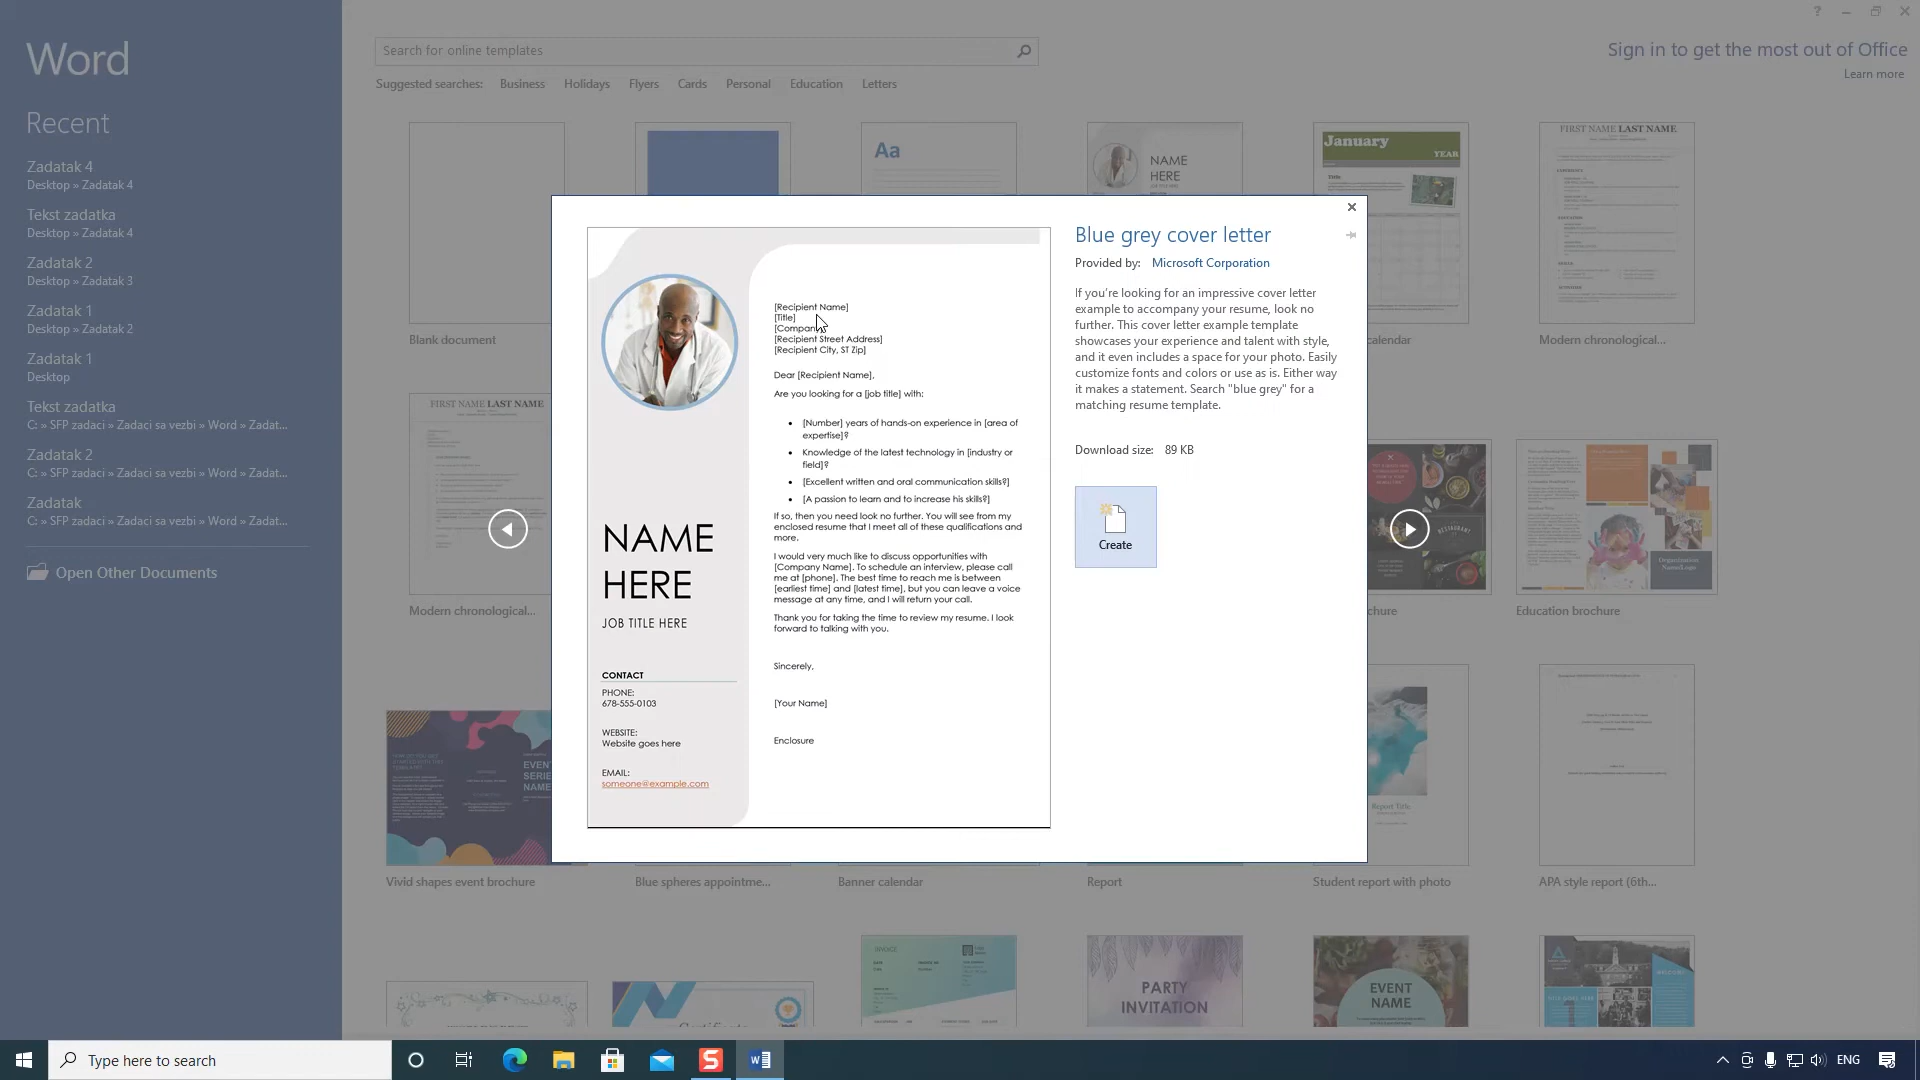 Word
Recent
Zadatak 4
Desktop » Zadatak 4
Tekst zadatka
Desktop » Zadatak 4
Zadatak 2
Desktop » Zadatak 3
Zadatak 1
Desktop » Zadatak 2
Zadatak 1
Desktop
Tekst zadatka
C: » SFP zadaci » Zadaci sa vezbi » Word » Zadat...
Zadatak 2
C: » SFP zadaci » Zadaci sa vezbi » Word » Zadat...
Zadatak
C: » SFP zadaci » Zadaci sa vezbi » Word » Zadat...
Open Other Documents
Search for online templates
Suggested searches: Business Holidays Flyers Cards Personal Education Letters
Sign in to get the most out of Office
Learn more
Aa
NAME
HERE
January
YEAR
Title
FIRST NAME LAST NAME
Blank document
calendar
Modern chronological...
FIRST NAME LAST NAME
Modern chronological...
chure
Organization
Name/Logo
Education brochure
EVENT
SERIES
NAME
Vivid shapes event brochure
Blue spheres appointme...
Banner calendar
Report
Report Title
Student report with photo
APA style report (6th...
Certificate
INVOICE
PARTY
INVITATION
EVENT
NAME
[Recipient Name]
[Title]
[Compan
[Recipient Street Address]
[Recipient City, ST Zip]
Dear [Recipient Name],
Are you looking for a [job title] with:
• [Number] years of hands-on experience in [area of
expertise]?
• Knowledge of the latest technology in [industry or
field]?
• [Excellent written and oral communication skills?]
• [A passion to learn and to increase his skills?]
If so, then you need look no further. You will see from my
enclosed resume that I meet all of these qualifications and
more.
I would very much like to discuss opportunities with
[Company Name]. To schedule an interview, please call
me at [phone]. The best time to reach me is between
[earliest time] and [latest time], but you can leave a voice
message at any time, and I will return your call.
Thank you for taking the time to review my resume. I look
forward to talking with you.
Sincerely,
[Your Name]
Enclosure
NAME
HERE
JOB TITLE HERE
CONTACT
PHONE:
678-555-0103
WEBSITE:
Website goes here
EMAIL:
someone@example.com
Blue grey cover letter
Provided by: Microsoft Corporation
If you're looking for an impressive cover letter
example to accompany your resume, look no
further. This cover letter example template
showcases your experience and talent with style,
and it even includes a space for your photo. Easily
customize fonts and colors or use as is. Either way
it makes a statement. Search "blue grey" for a
matching resume template.
Download size: 89 KB
Create
Type here to search
ENG